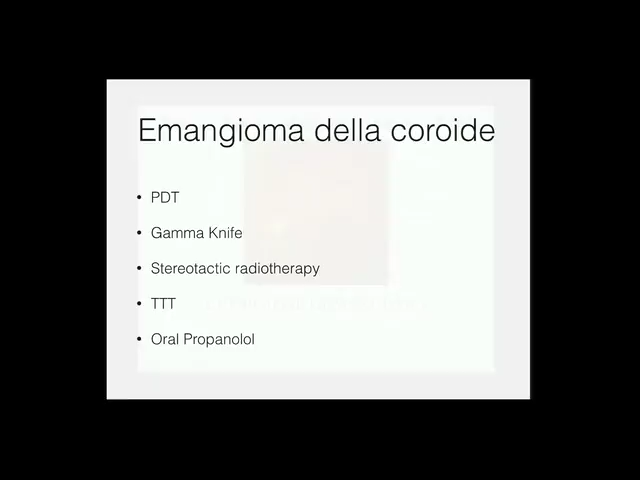 Emangioma della coroide
• PDT
• Gamma Knife
• Stereotactic radiotherapy
• TTT
• Oral Propanolol